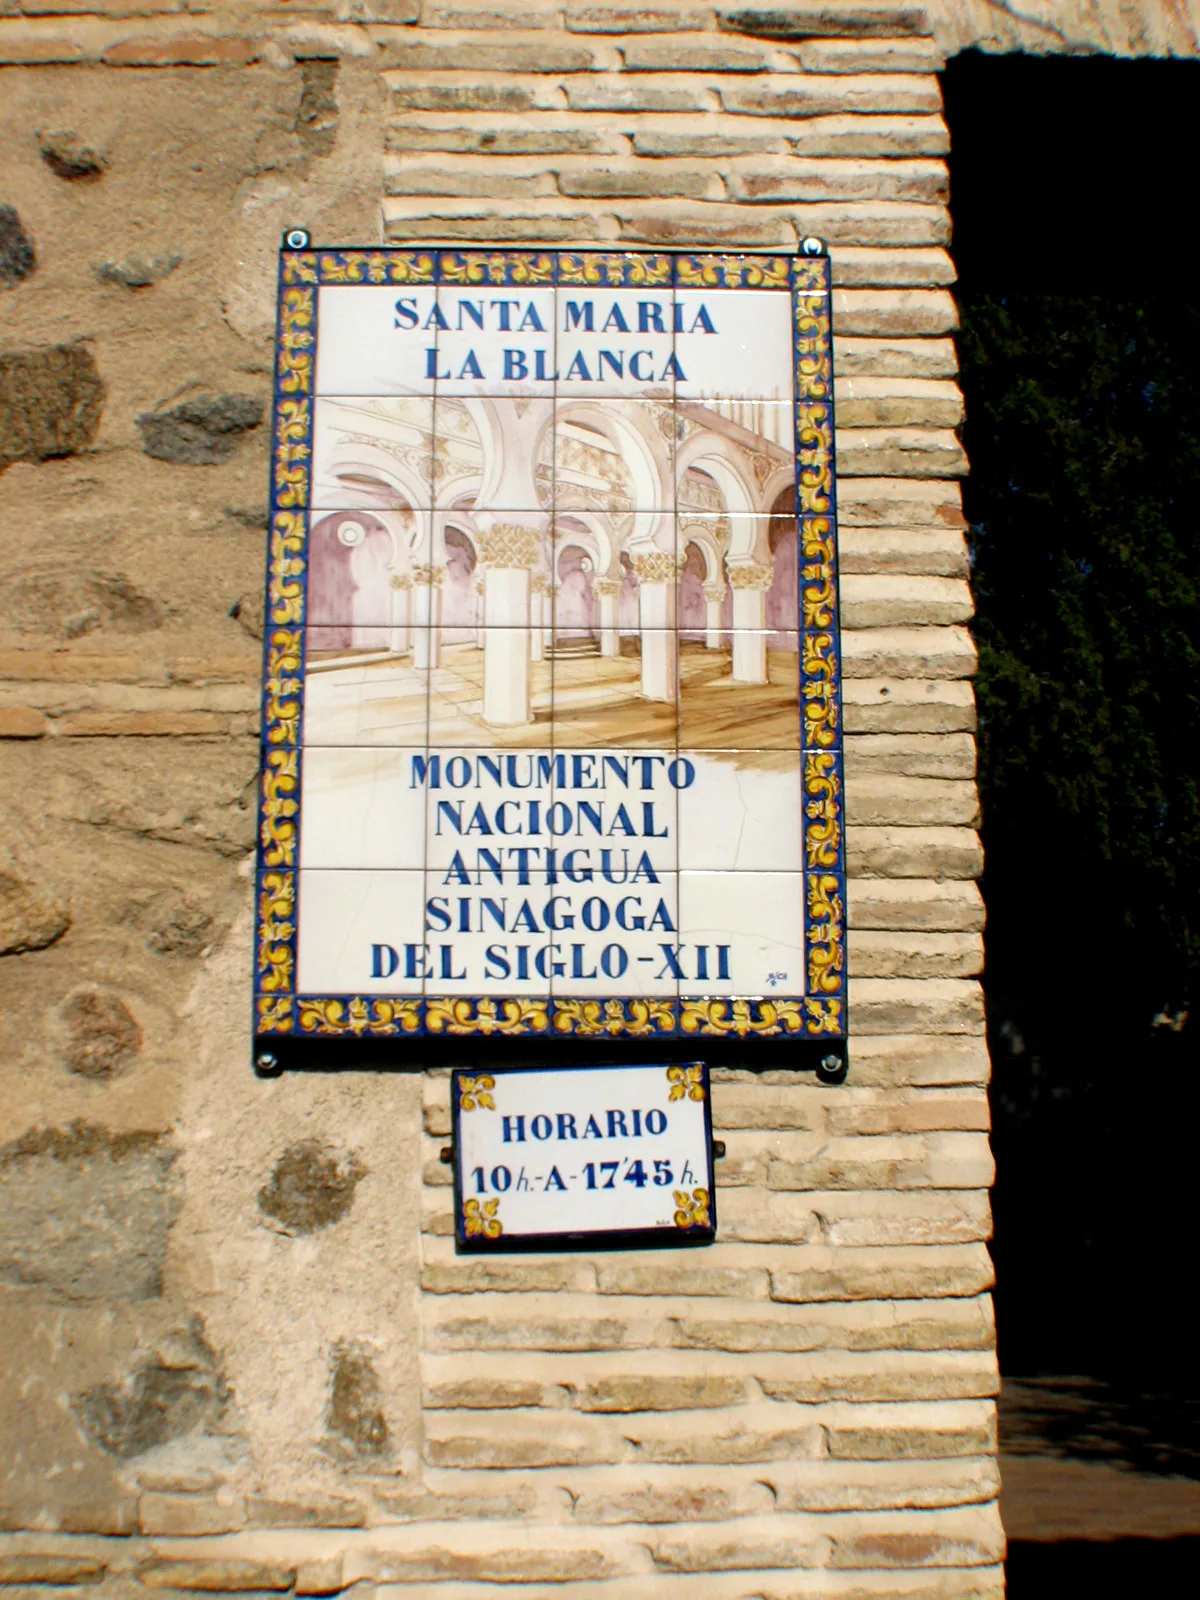 SANTA MARIA
LA BLANCA
MONUMENTO
NACIONAL
ANTIGUA
SINAGOGA
DEL SIGLO-XII
HORARIO
10h.-A-17'45h.